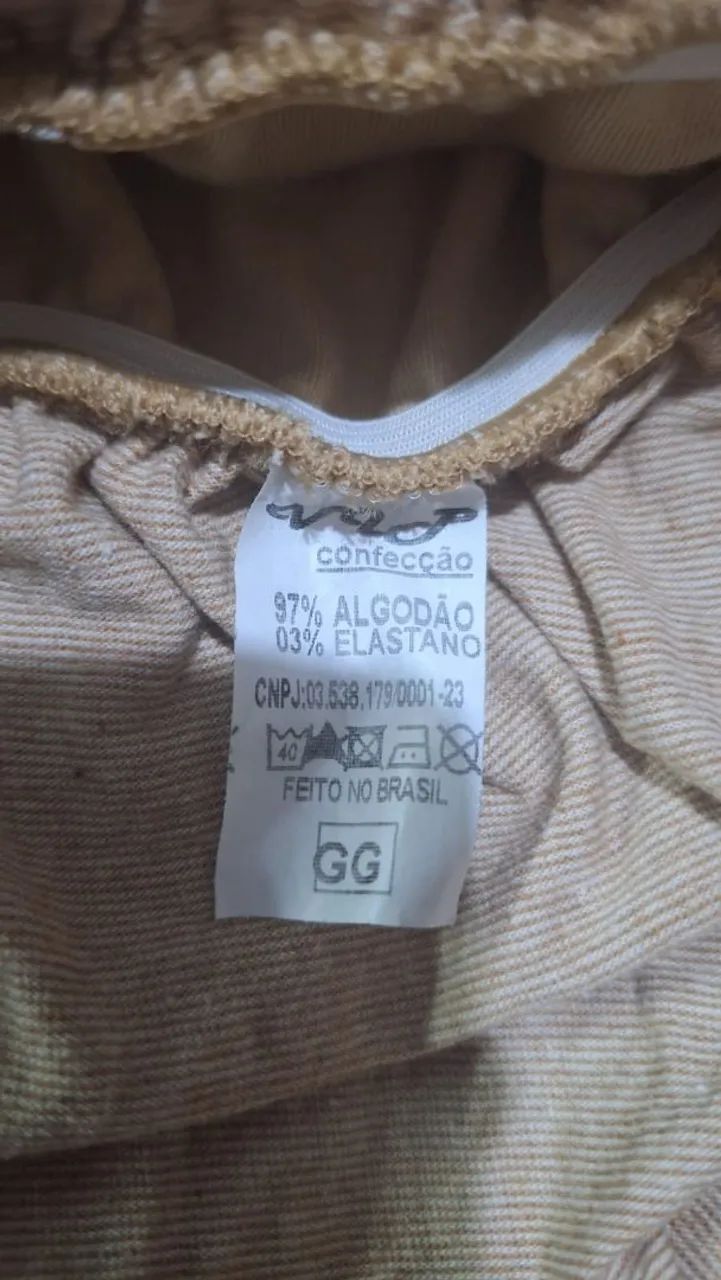 confecção
97% ALGODÃO
03% ELASTANO
CNPJ:03.538.179/0001-23
40
FEITO NO BRASIL
GG